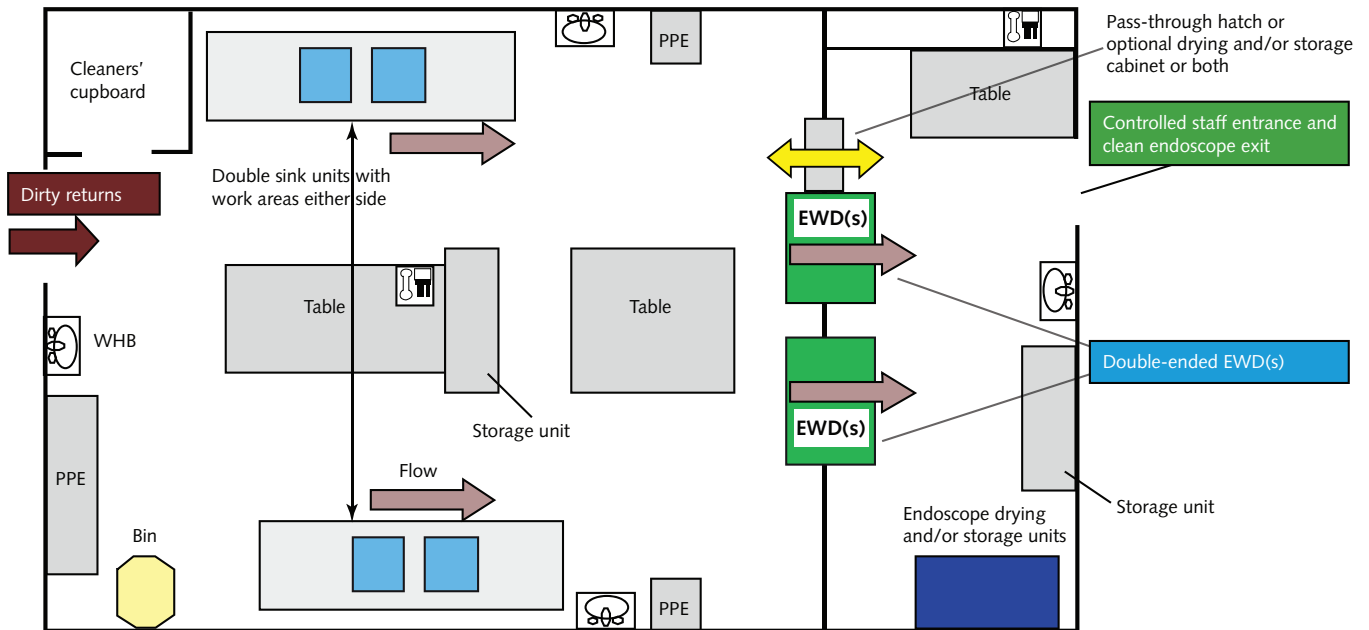 Cleaners'
cupboard
PPE
Pass-through hatch or
optional drying and/or storage
cabinet or both
Table
Controlled staff entrance and
clean endoscope exit
Dirty returns
Double sink units with
work areas either side
EWD(s)
Table
Table
WHB
Double-ended EWD(s)
Storage unit
EWD(s)
PPE
Flow
Storage unit
Bin
Endoscope drying
and/or storage units
PPE